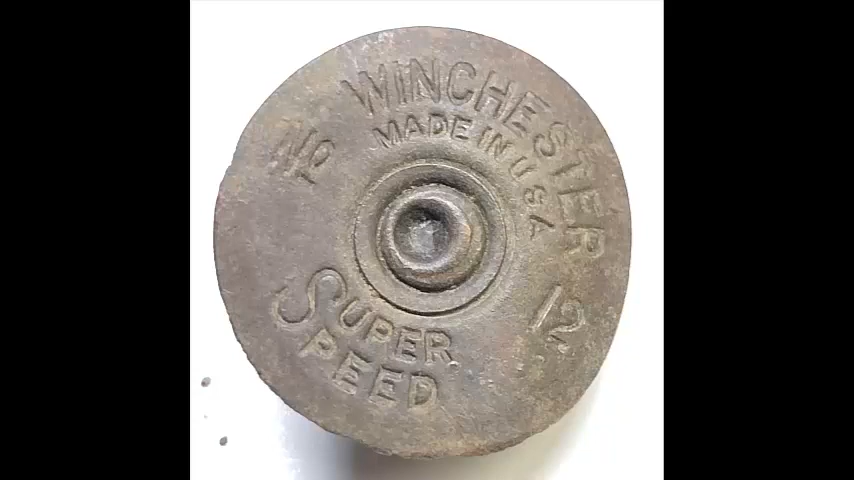 WINCHESTER
MADE IN USA
No
12
SUPER
SPEED